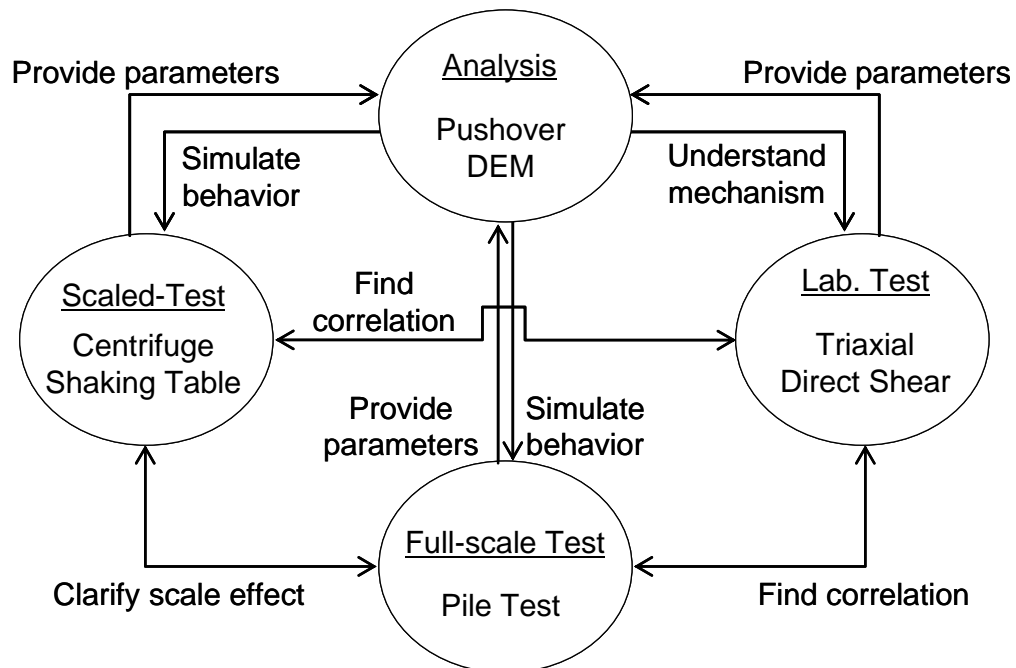 Analysis
Pushover
DEM
Provide parameters
Provide parameters
Simulate
behavior
Understand
mechanism
Scaled-Test
Centrifuge
Shaking Table
Find
correlation
Lab. Test
Triaxial
Direct Shear
Provide
parameters
Simulate
behavior
Full-scale Test
Pile Test
Clarify scale effect
Find correlation